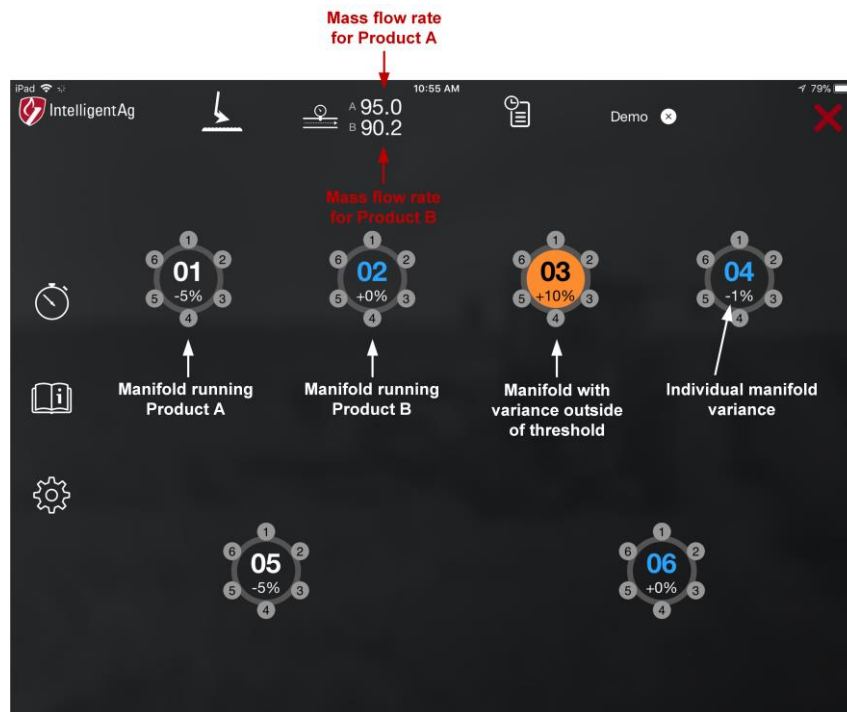 Mass flow rate
for Product A
iPad
10:55 AM
79%
IntelligentAg
A 95.0
B 90.2
Demo
Mass flow rate
for Product B
1
6 2
01
-5%
5 3
4
1
6 2
02
+0%
5 3
4
1
6 2
03
+10%
5 3
4
1
6 2
04
-1%
5 3
4
Manifold running
Product A
Manifold running
Product B
Manifold with
variance outside
of threshold
Individual manifold
variance
i
1
6 2
05
-5%
5 3
4
1
6 2
06
+0%
5 3
4